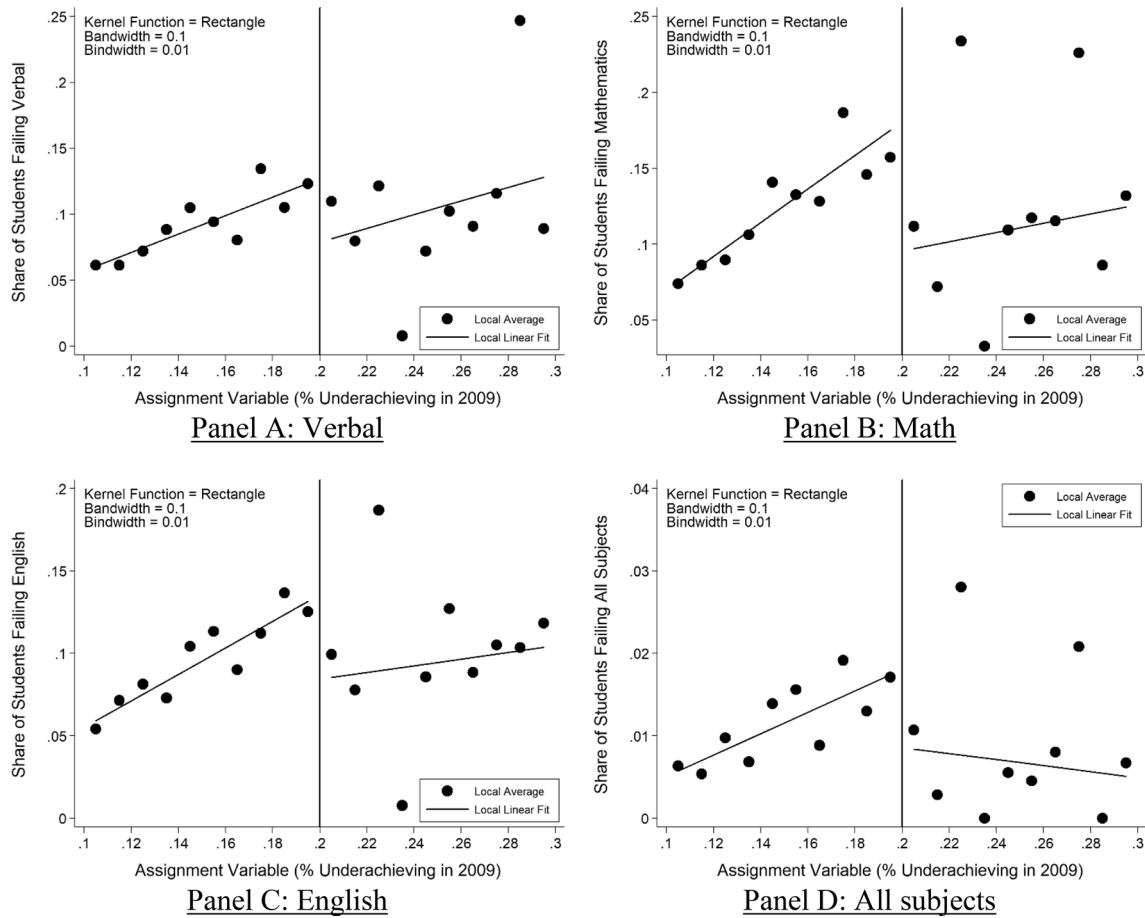 Kernel Function = Rectangle
Bandwidth = 0.1
Bindwidth = 0.01
Share of Students Failing Verbal
.25
.2
.15
.1
.05
0
Local Average
Local Linear Fit
.1 .12 .14 .16 .18 .2 .22 .24 .26 .28 .3
Assignment Variable (% Underachieving in 2009)
Panel A: Verbal
Kernel Function = Rectangle
Bandwidth = 0.1
Bindwidth = 0.01
Share of Students Failing Mathematics
.25
.2
.15
.1
.05
Local Average
Local Linear Fit
.1 .12 .14 .16 .18 .2 .22 .24 .26 .28 .3
Assignment Variable (% Underachieving in 2009)
Panel B: Math
Kernel Function = Rectangle
Bandwidth = 0.1
Bindwidth = 0.01
Share of Students Failing English
.2
.15
.1
.05
0
Local Average
Local Linear Fit
.1 .12 .14 .16 .18 .2 .22 .24 .26 .28 .3
Assignment Variable (% Underachieving in 2009)
Panel C: English
Kernel Function = Rectangle
Bandwidth = 0.1
Bindwidth = 0.01
Local Average
Local Linear Fit
Share of Students Failing All Subjects
.04
.03
.02
.01
0
.1 .12 .14 .16 .18 .2 .22 .24 .26 .28 .3
Assignment Variable (% Underachieving in 2009)
Panel D: All subjects